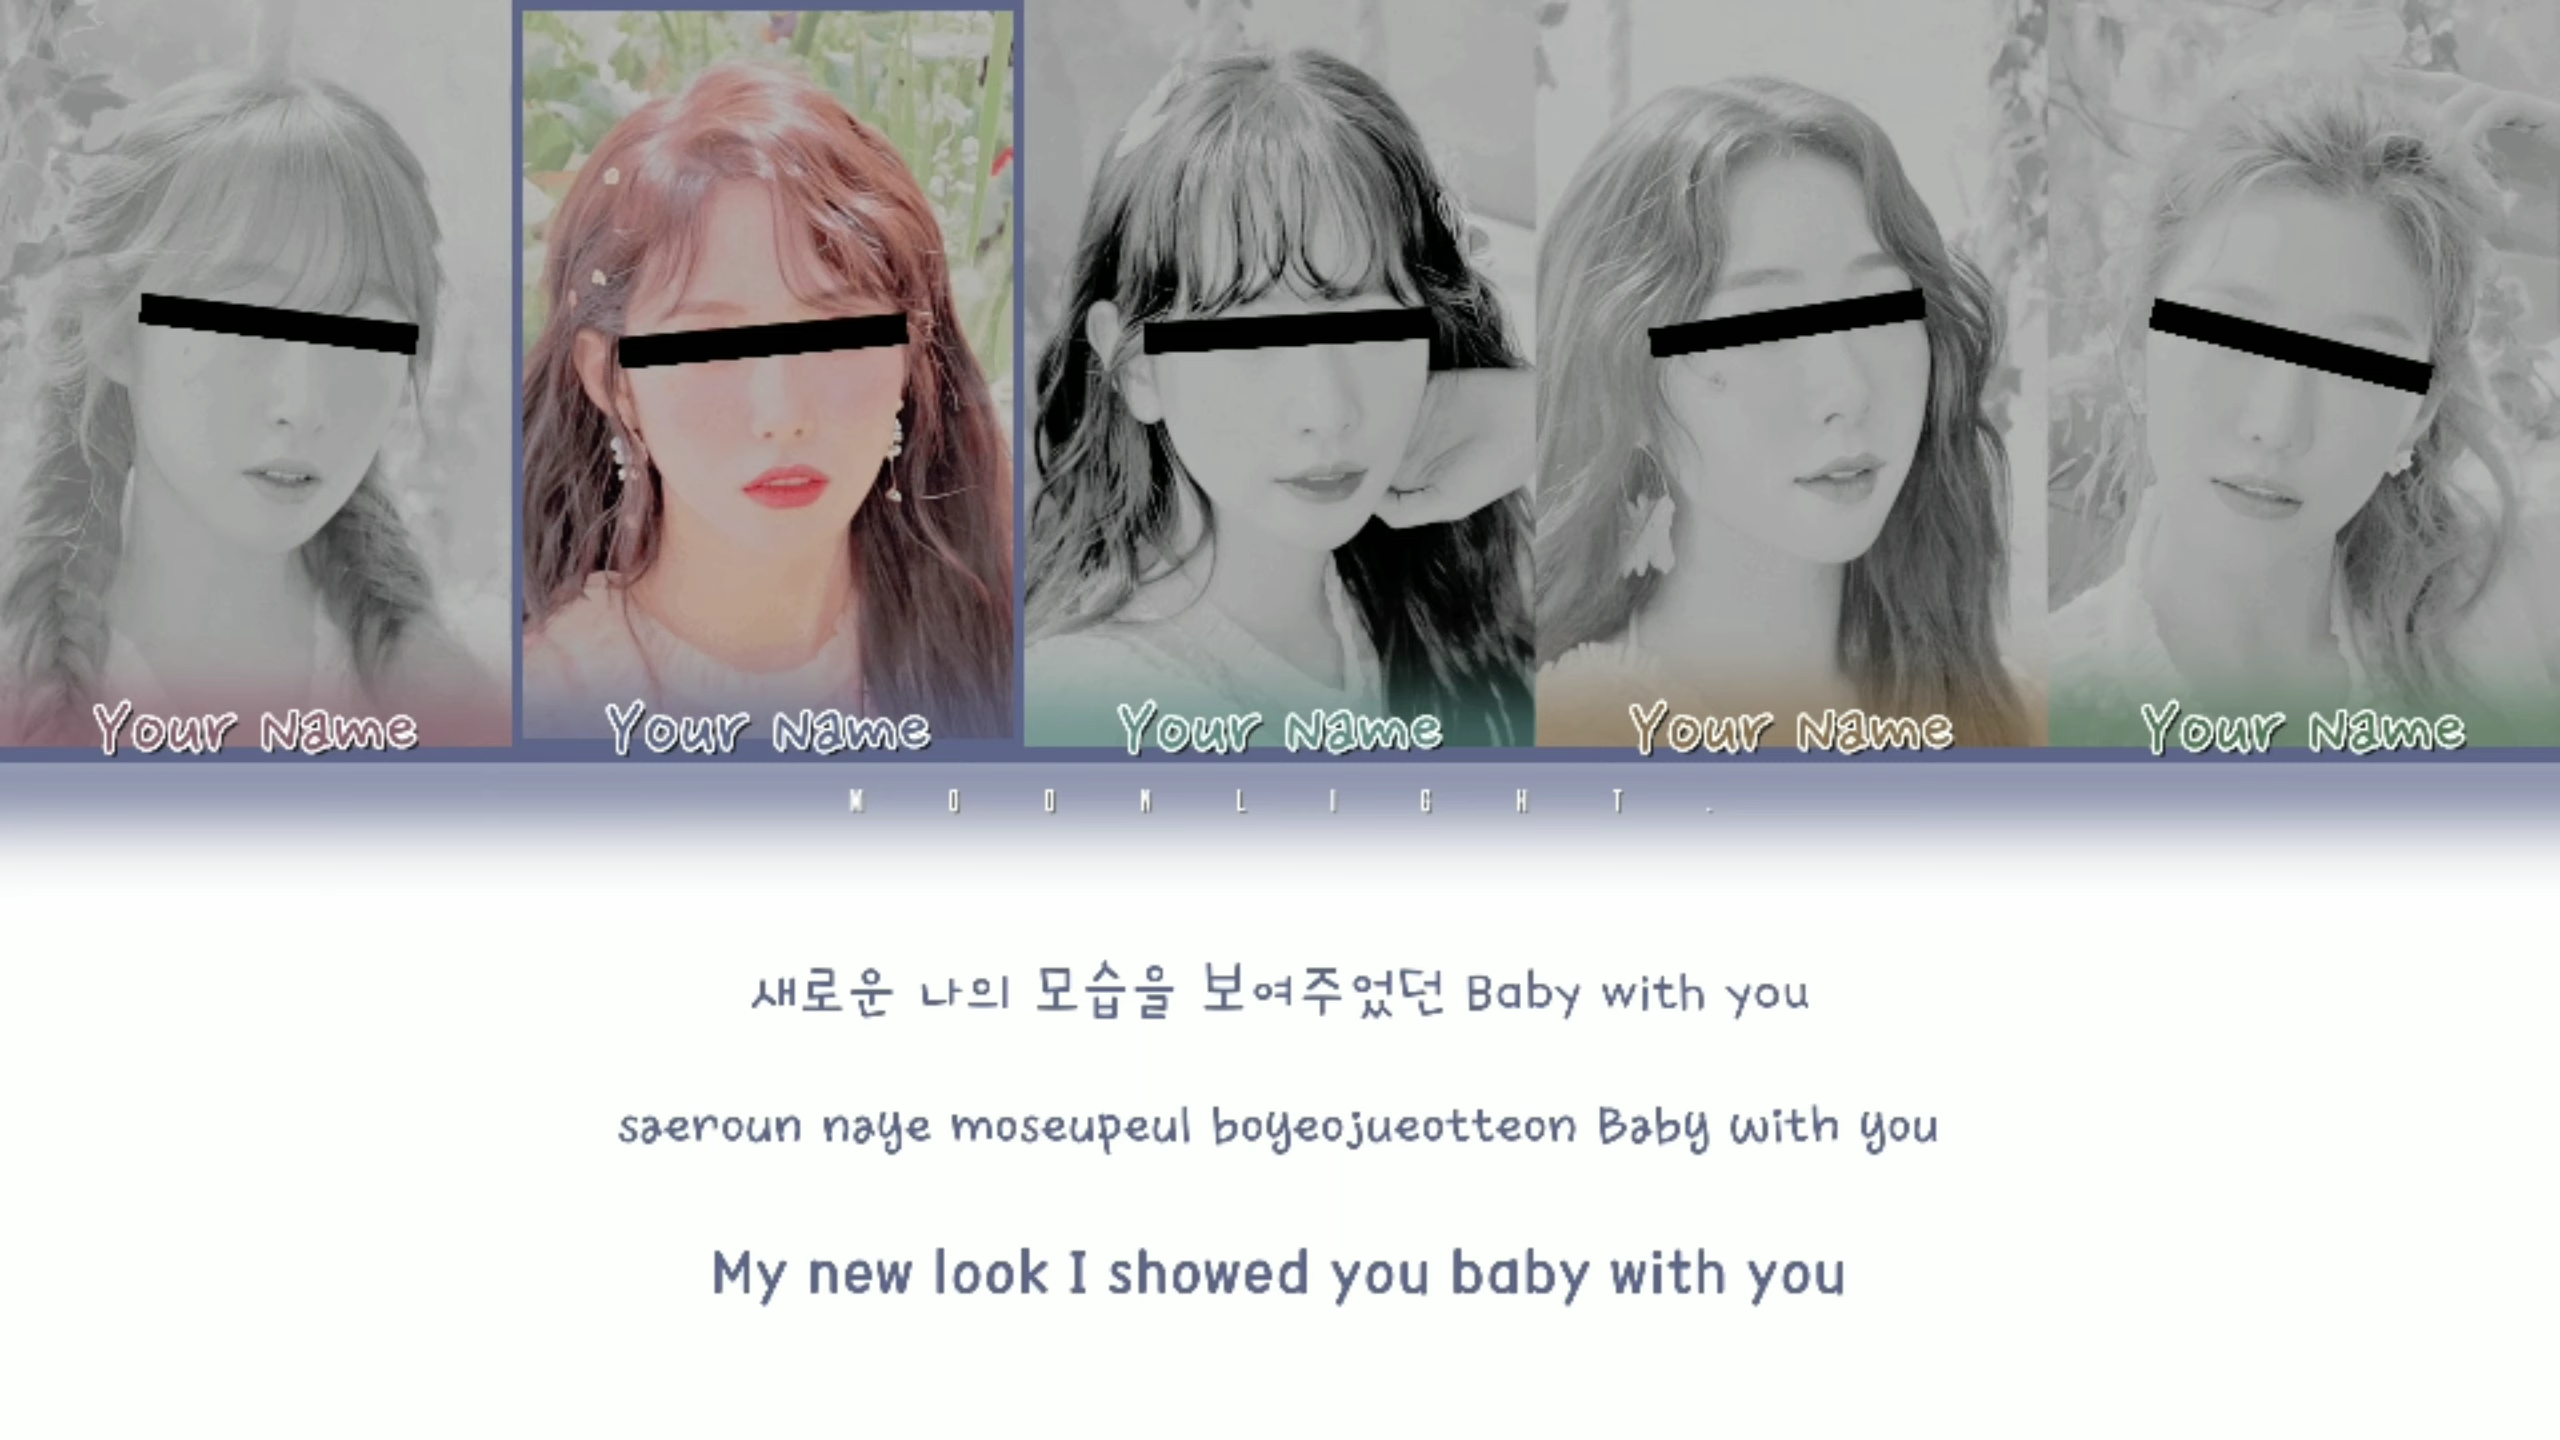 Your Name Your Name Your Name Your Name Your Name
MOONLIGHT.
새로운 나의 모습을 보여주었던 Baby with you
saeroun naye moseupeul boyeojueotteon Baby with you
My new look I showed you baby with you